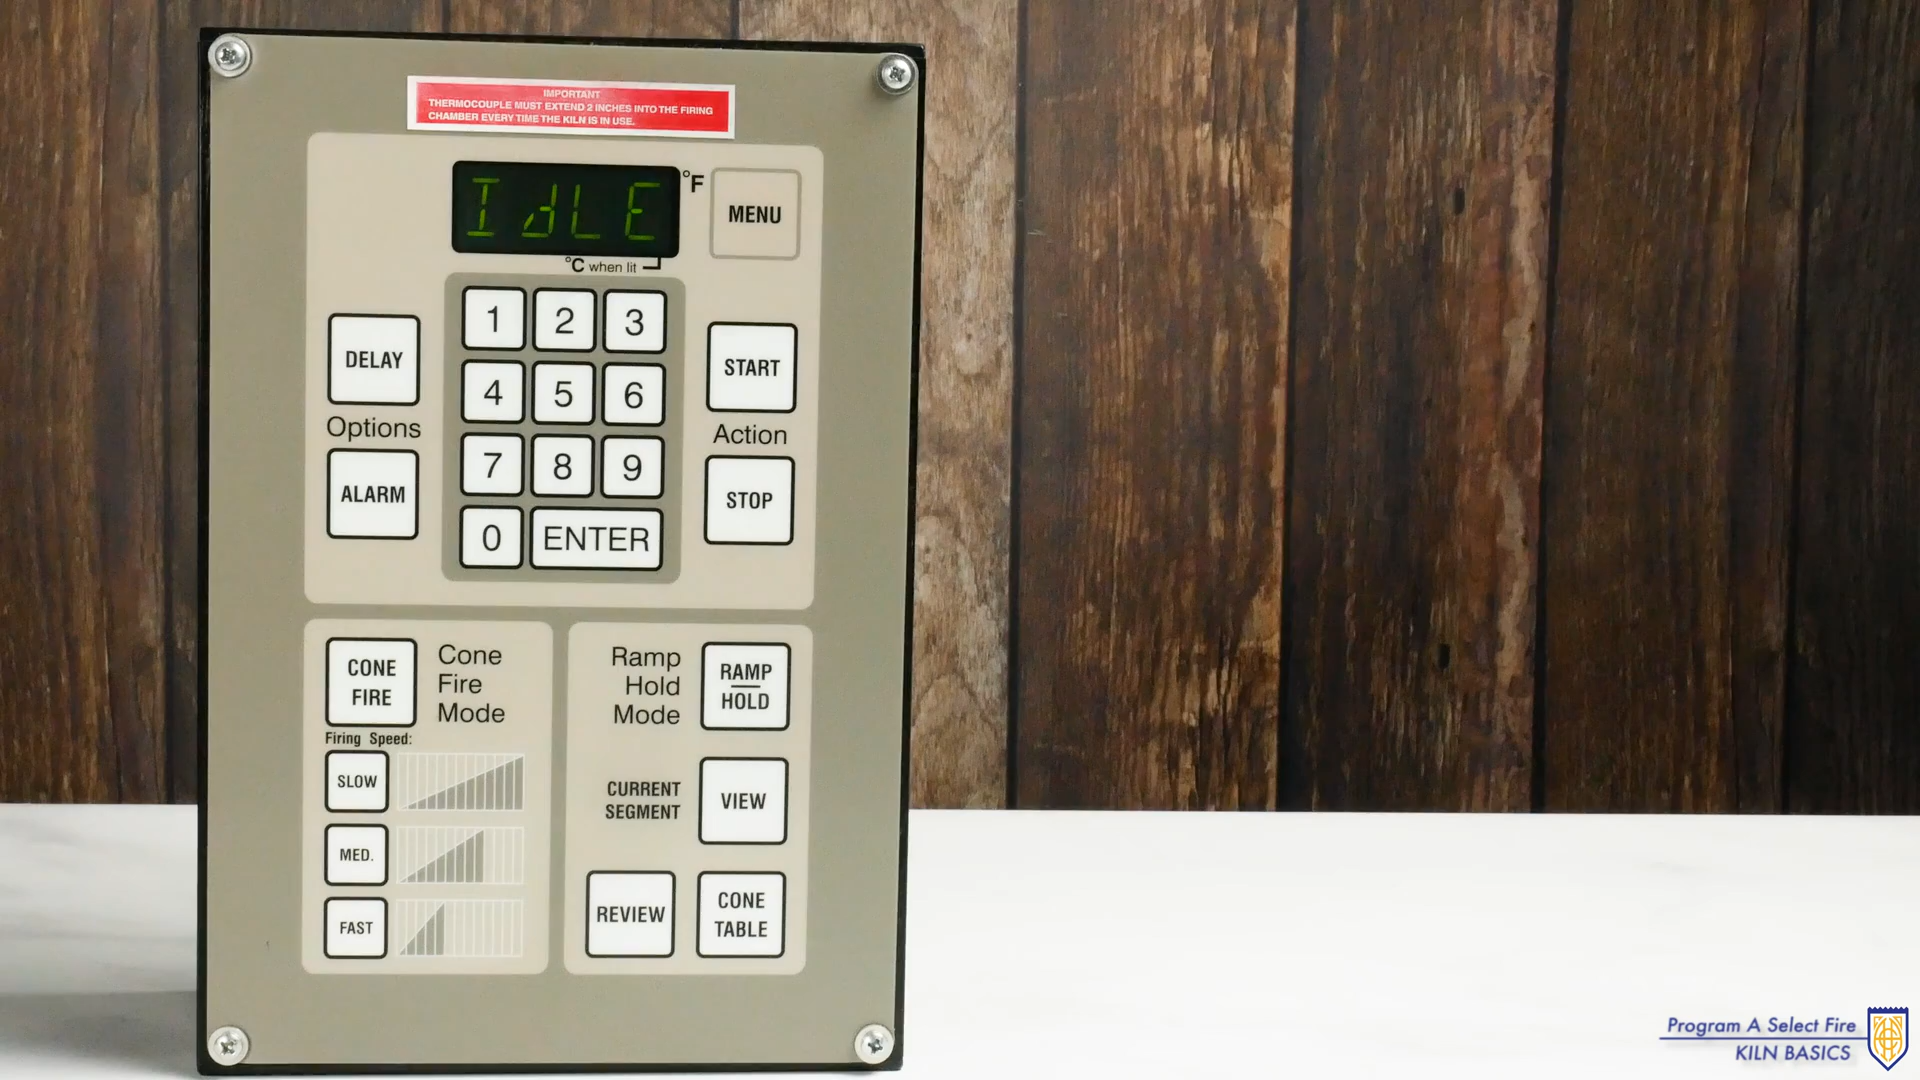 IMPORTANT
THERMOCOUPLE MUST EXTEND 2 INCHES INTO THE FIRING
CHAMBER EVERY TIME THE KILN IS IN USE.
IdLE
°F
MENU
°C when lit
1 2 3
DELAY
START
4 5 6
Options
Action
7 8 9
ALARM
STOP
0 ENTER
CONE
FIRE
Cone
Fire
Mode
Firing Speed:
SLOW
MED.
FAST
Ramp
Hold
Mode
RAMP
HOLD
CURRENT
SEGMENT
VIEW
REVIEW
CONE
TABLE
Program A Select Fire
KILN BASICS